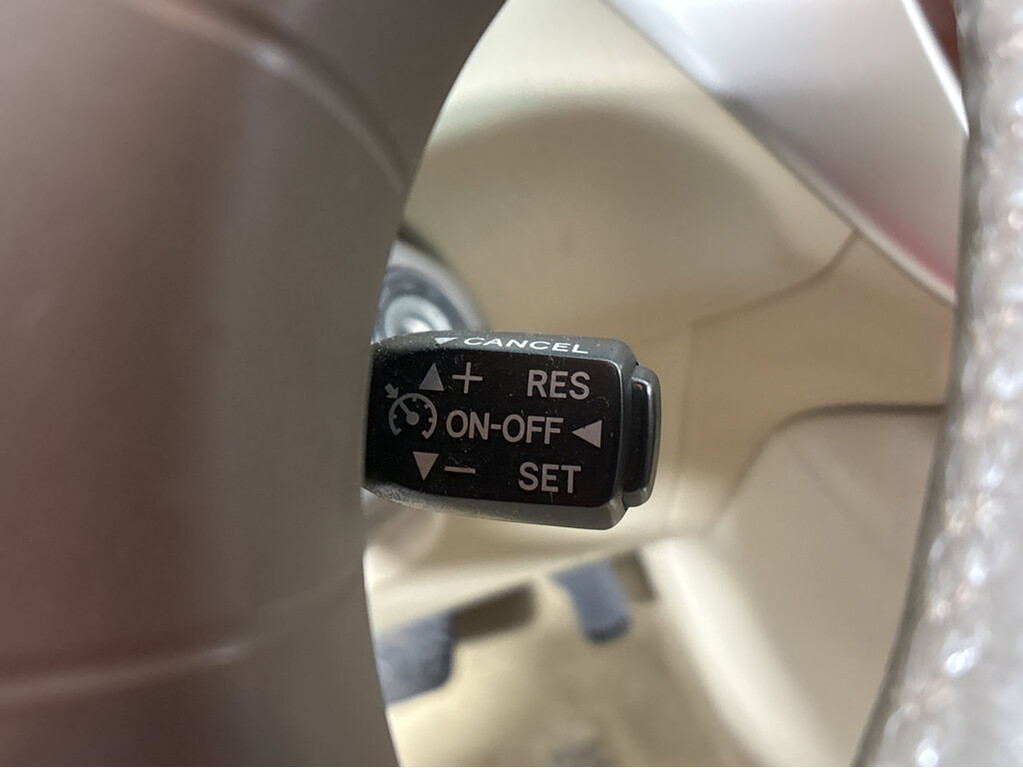 CANCEL
+ RES
ON-OFF
− SET